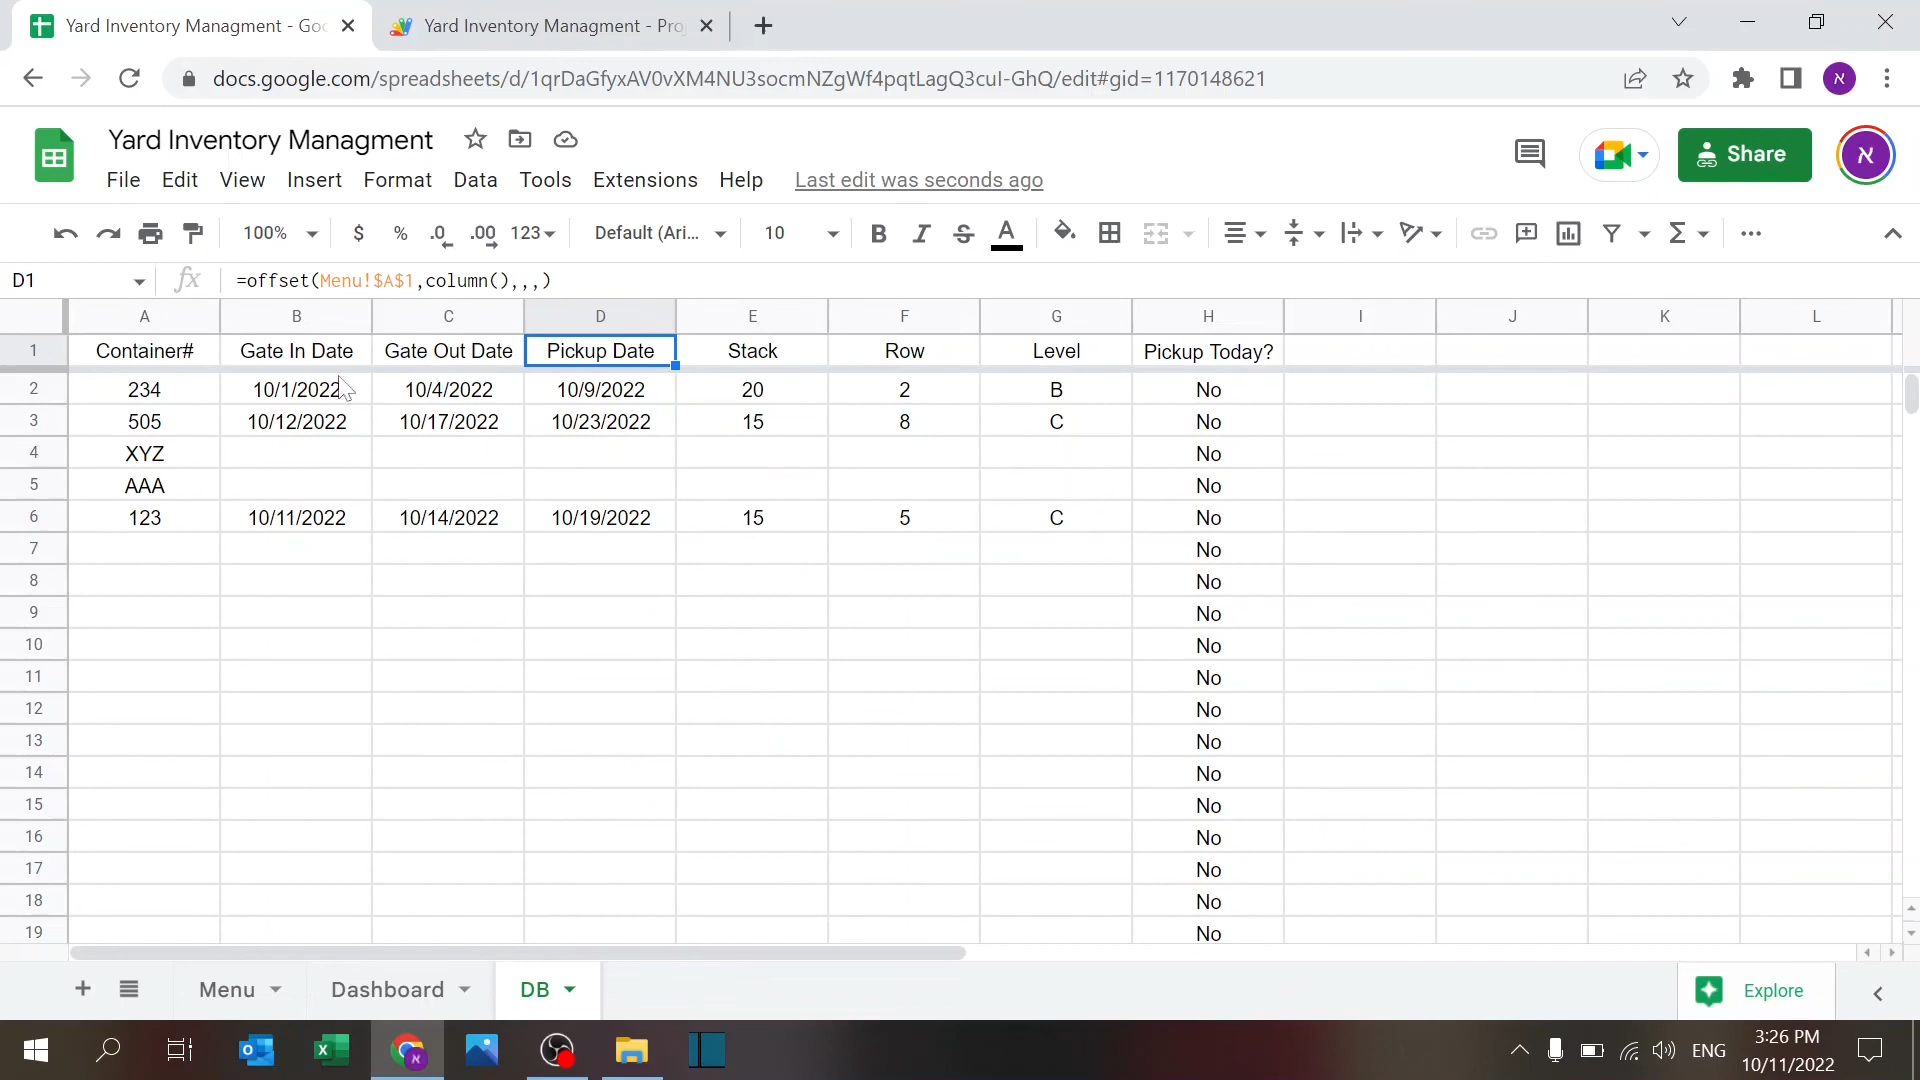 Yard Inventory Managment - Goo
Yard Inventory Managment - Proj
docs.google.com/spreadsheets/d/1qrDaGfyxAV0vXM4NU3socmNZgWf4pqtLagQ3cuI-GhQ/edit#gid=1170148621
א
Yard Inventory Managment
Share
א
File Edit View Insert Format Data Tools Extensions Help Last edit was seconds ago
100% $ % .0 .00 123 Default (Ari... 10 B I S A
D1 fx =offset(Menu!$A$1,column(),,,)
A B C D E F G H I J K L
1 Container# Gate In Date Gate Out Date Pickup Date Stack Row Level Pickup Today?
2 234 10/1/2022 10/4/2022 10/9/2022 20 2 B No
3 505 10/12/2022 10/17/2022 10/23/2022 15 8 C No
4 XYZ No
5 AAA No
6 123 10/11/2022 10/14/2022 10/19/2022 15 5 C No
7 No
8 No
9 No
10 No
11 No
12 No
13 No
14 No
15 No
16 No
17 No
18 No
19 No
Menu Dashboard DB Explore
ENG
3:26 PM
10/11/2022